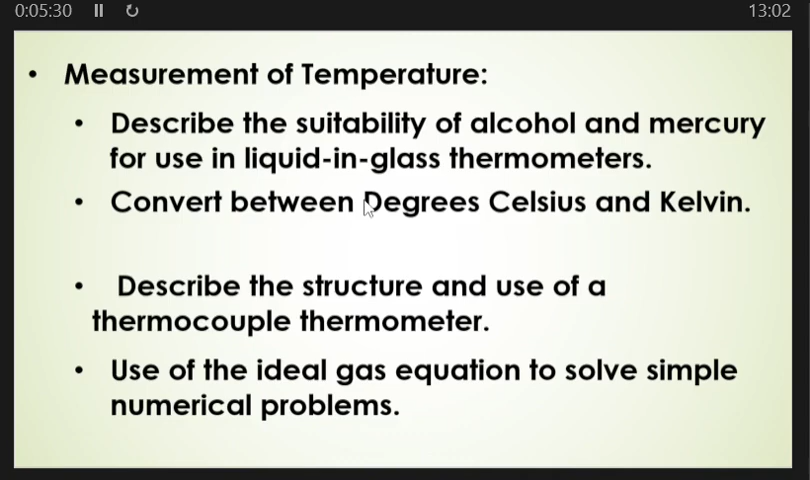 0:05:30
13:02
• Measurement of Temperature:
• Describe the suitability of alcohol and mercury
for use in liquid-in-glass thermometers.
• Convert between Degrees Celsius and Kelvin.
• Describe the structure and use of a
thermocouple thermometer.
• Use of the ideal gas equation to solve simple
numerical problems.